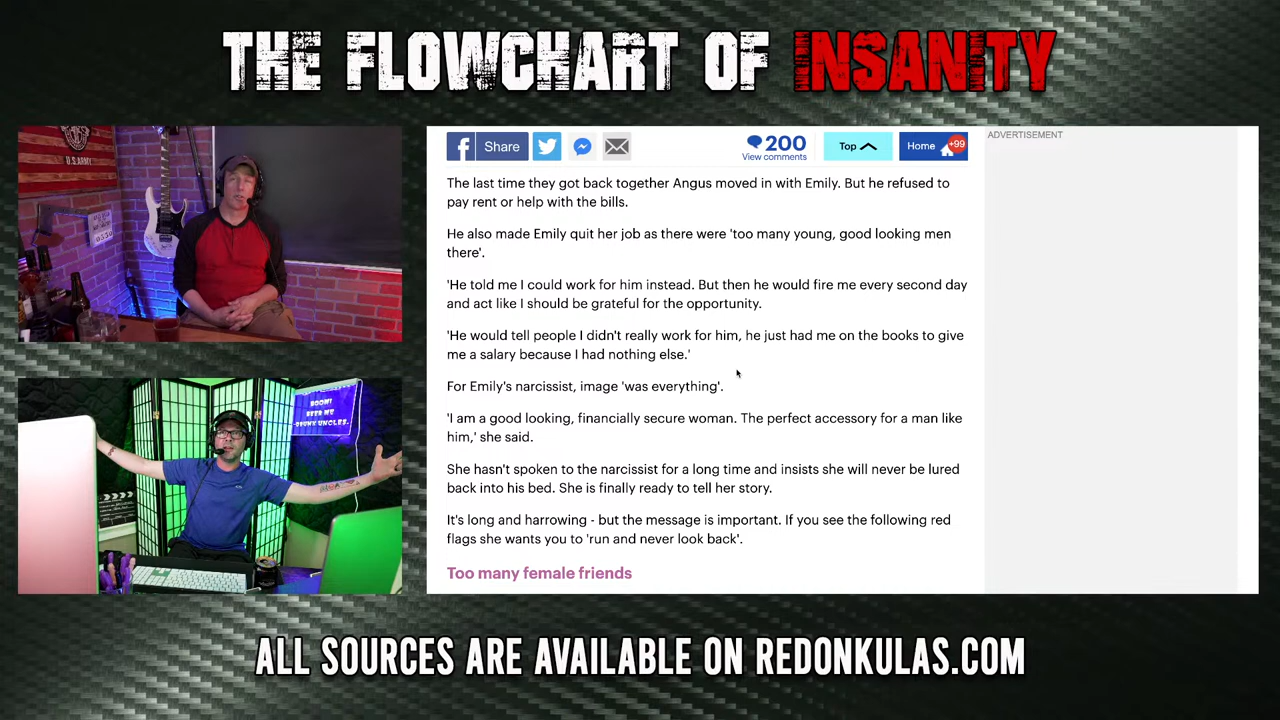 THE FLOWCHART OF INSANITY
U.S. ARMY
BOOM!
BEER ME
DRUNK UNCLES.
Share
200
View comments
Top
Home
+99
ADVERTISEMENT
The last time they got back together Angus moved in with Emily. But he refused to
pay rent or help with the bills.
He also made Emily quit her job as there were 'too many young, good looking men
there'.
'He told me I could work for him instead. But then he would fire me every second day
and act like I should be grateful for the opportunity.
'He would tell people I didn't really work for him, he just had me on the books to give
me a salary because I had nothing else.'
For Emily's narcissist, image 'was everything'.
'I am a good looking, financially secure woman. The perfect accessory for a man like
him,' she said.
She hasn't spoken to the narcissist for a long time and insists she will never be lured
back into his bed. She is finally ready to tell her story.
It's long and harrowing - but the message is important. If you see the following red
flags she wants you to 'run and never look back'.
Too many female friends
ALL SOURCES ARE AVAILABLE ON REDONKULAS.COM